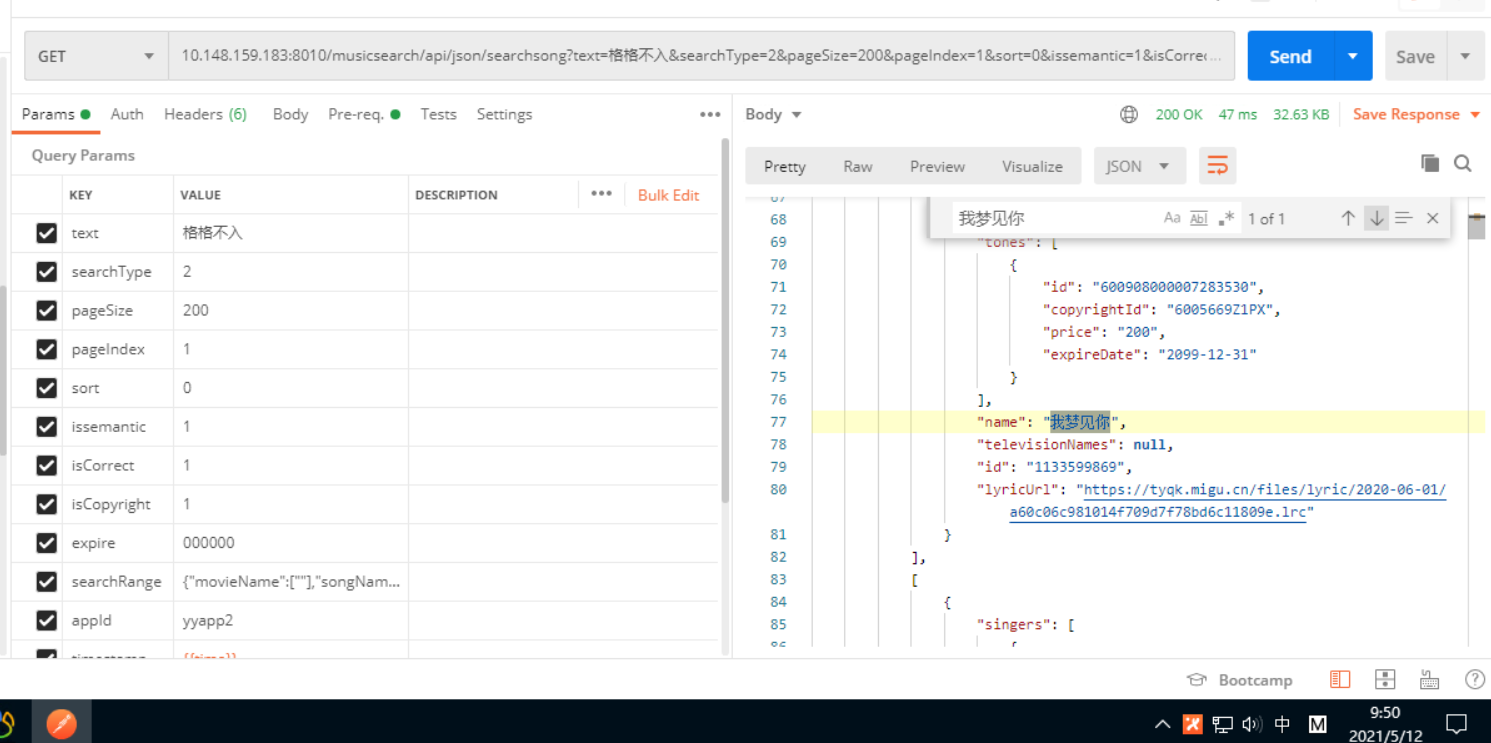 GET 10.148.159.183:8010/musicsearch/api/json/searchsong?text=格格不入&searchType=2&pageSize=200&pageIndex=1&sort=0&issemantic=1&isCorrec... Send Save
Params Auth Headers (6) Body Pre-req. Tests Settings
Query Params
KEY VALUE DESCRIPTION Bulk Edit
text 格格不入
searchType 2
pageSize 200
pageIndex 1
sort 0
issemantic 1
isCorrect 1
isCopyright 1
expire 000000
searchRange {"movieName":[""],"songNam...
appId yyapp2
timestamp {{time}}
Body 200 OK 47 ms 32.63 KB Save Response
Pretty Raw Preview Visualize JSON
我梦见你 Aa Abl .* 1 of 1
67
68
69 "tones": [
70 {
71 "id": "600908000007283530",
72 "copyrightId": "6005669Z1PX",
73 "price": "200",
74 "expireDate": "2099-12-31"
75 }
76 ],
77 "name": "我梦见你",
78 "televisionNames": null,
79 "id": "1133599869",
80 "lyricUrl": "https://tyqk.migu.cn/files/lyric/2020-06-01/
a60c06c981014f709d7f78bd6c11809e.lrc"
81 }
82 ],
83 [
84 {
85 "singers": [
86 {
Bootcamp
中 M 9:50
2021/5/12